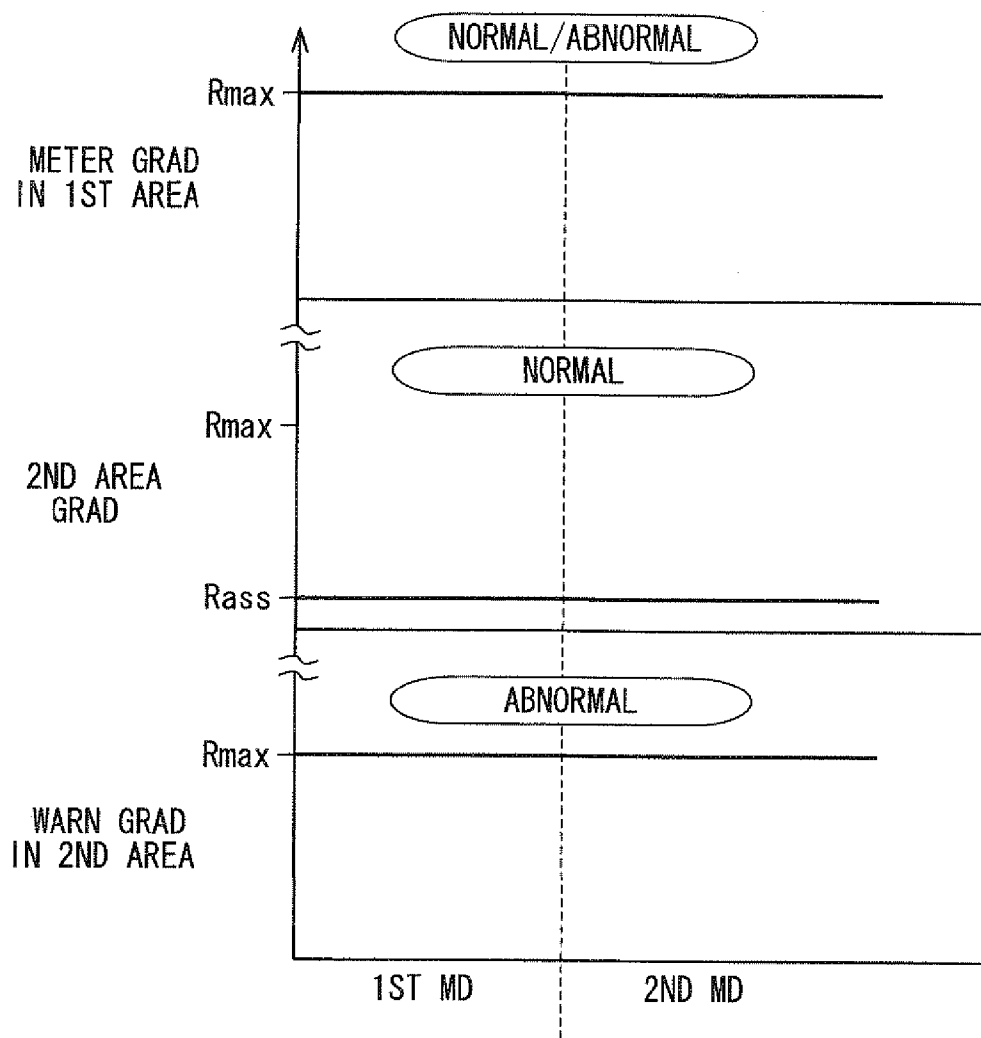 NORMAL/ABNORMAL
Rmax
METER GRAD
IN 1ST AREA
NORMAL
Rmax
2ND AREA
GRAD
Rass
ABNORMAL
Rmax
WARN GRAD
IN 2ND AREA
1ST MD
2ND MD